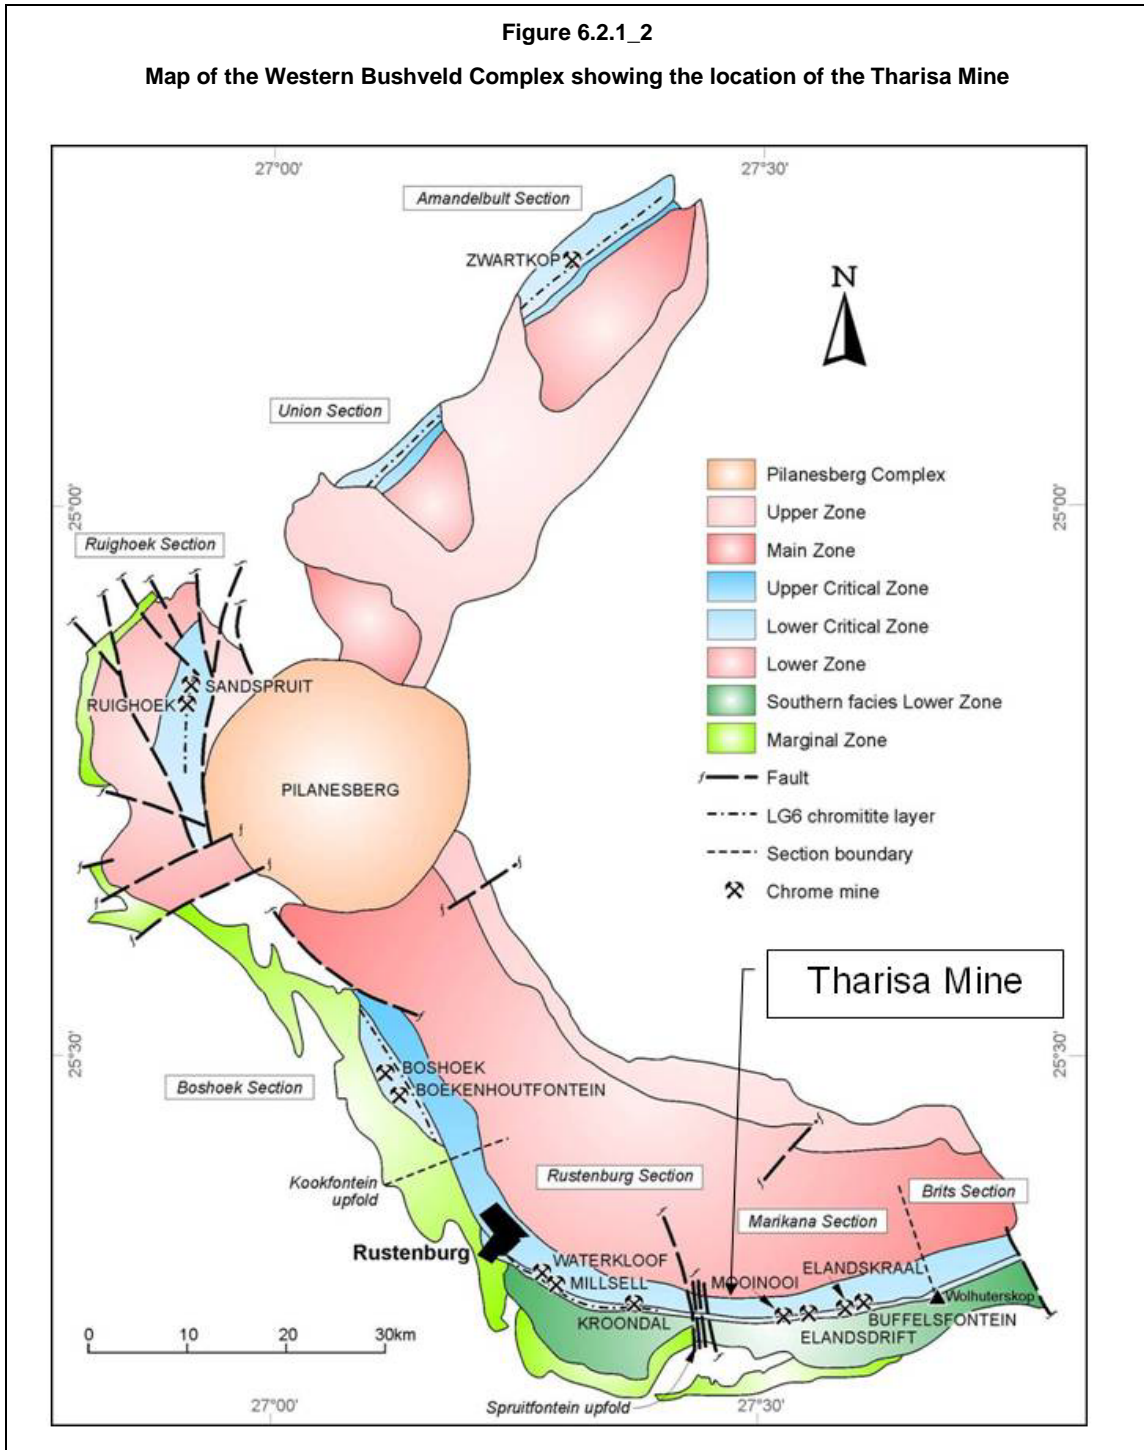 Figure 6.2.1_2
Map of the Western Bushveld Complex showing the location of the Tharisa Mine
27°00'
27°30'
Amandelbult Section
ZWARTKOP
N
Union Section
Pilanesberg Complex
Upper Zone
Main Zone
Upper Critical Zone
Lower Critical Zone
Lower Zone
Southern facies Lower Zone
Marginal Zone
Fault
LG6 chromitite layer
Section boundary
Chrome mine
25°00'
25°00'
Ruighoek Section
SANDSPRUIT
RUIGHOEK
PILANESBERG
Tharisa Mine
25°30'
25°30'
BOSHOEK
BOEKENHOUTFONTEIN
Boshoek Section
Kookfontein
upfold
Rustenburg Section
Brits Section
Marikana Section
Rustenburg
WATERKLOOF
MILLSELL
MOOINOOI
ELANDSKRAAL
Wolhuterskop
KROONDAL
BUFFELSFONTEIN
ELANDSDRIFT
0 10 20 30km
Spruitfontein upfold
27°00'
27°30'